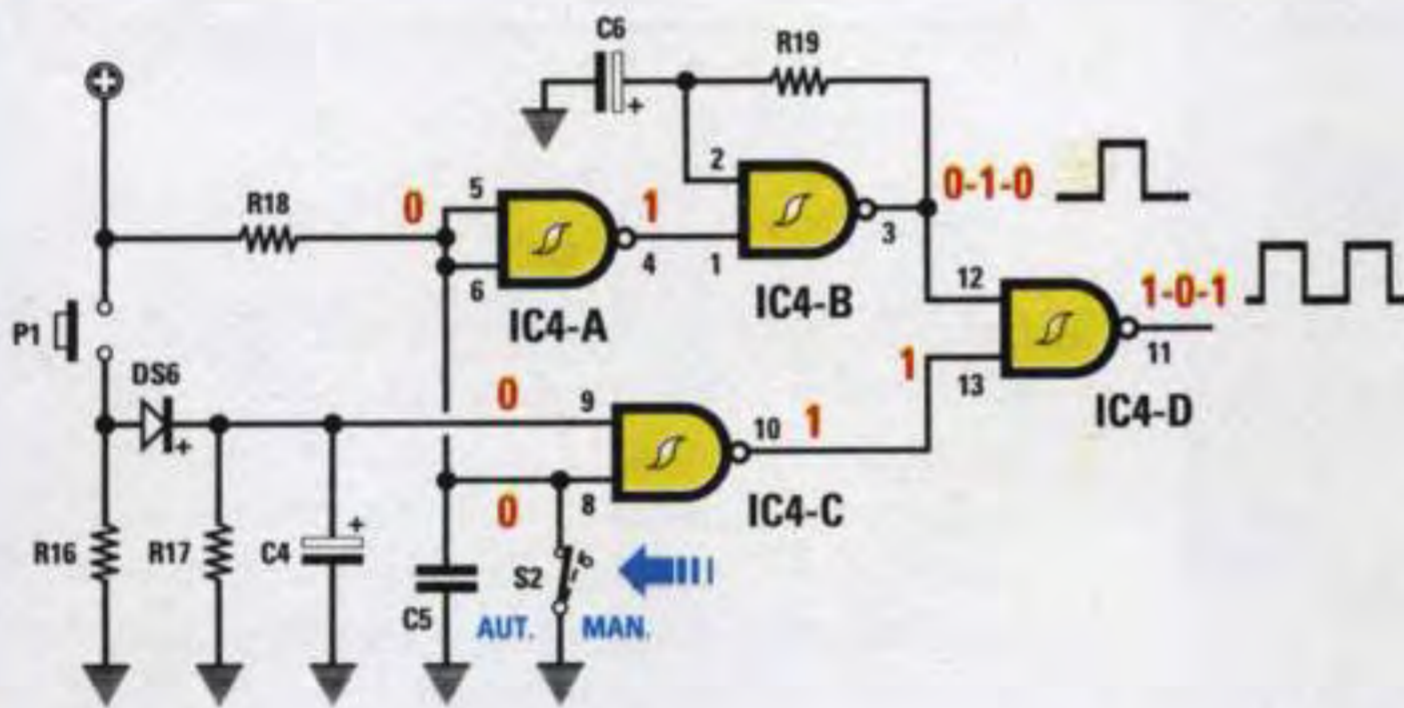 C6
R19
+
+
2
5
R18
0
1
0-1-0
4
1
3
6
12
IC4-A
IC4-B
1-0-1
P1
11
DS6
1
13
0
9
IC4-D
+
10
1
0
8
IC4-C
+
R16
R17
C4
S2
C5
AUT.
MAN.